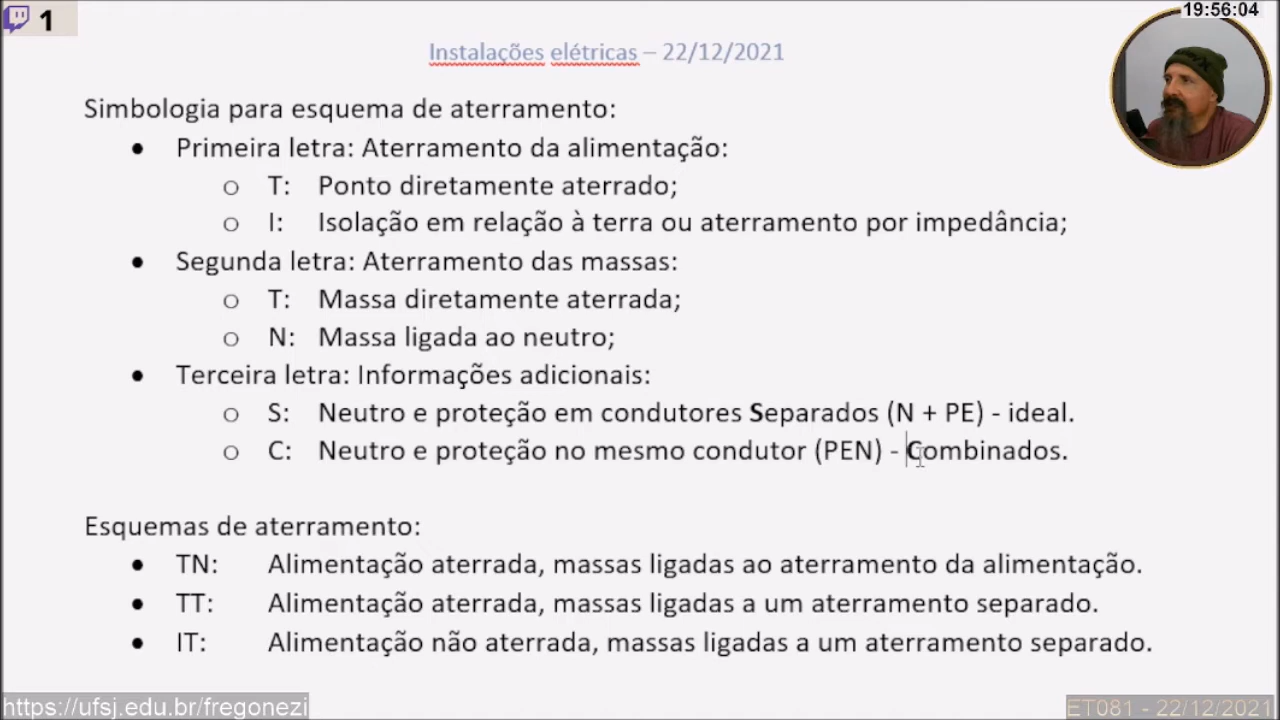 1
19:56:04
Instalações elétricas – 22/12/2021
Simbologia para esquema de aterramento:
• Primeira letra: Aterramento da alimentação:
o T: Ponto diretamente aterrado;
o I: Isolação em relação à terra ou aterramento por impedância;
• Segunda letra: Aterramento das massas:
o T: Massa diretamente aterrada;
o N: Massa ligada ao neutro;
• Terceira letra: Informações adicionais:
o S: Neutro e proteção em condutores Separados (N + PE) - ideal.
o C: Neutro e proteção no mesmo condutor (PEN) - Combinados.
Esquemas de aterramento:
• TN: Alimentação aterrada, massas ligadas ao aterramento da alimentação.
• TT: Alimentação aterrada, massas ligadas a um aterramento separado.
• IT: Alimentação não aterrada, massas ligadas a um aterramento separado.
https://ufsj.edu.br/fregonezi
ET081 - 22/12/2021